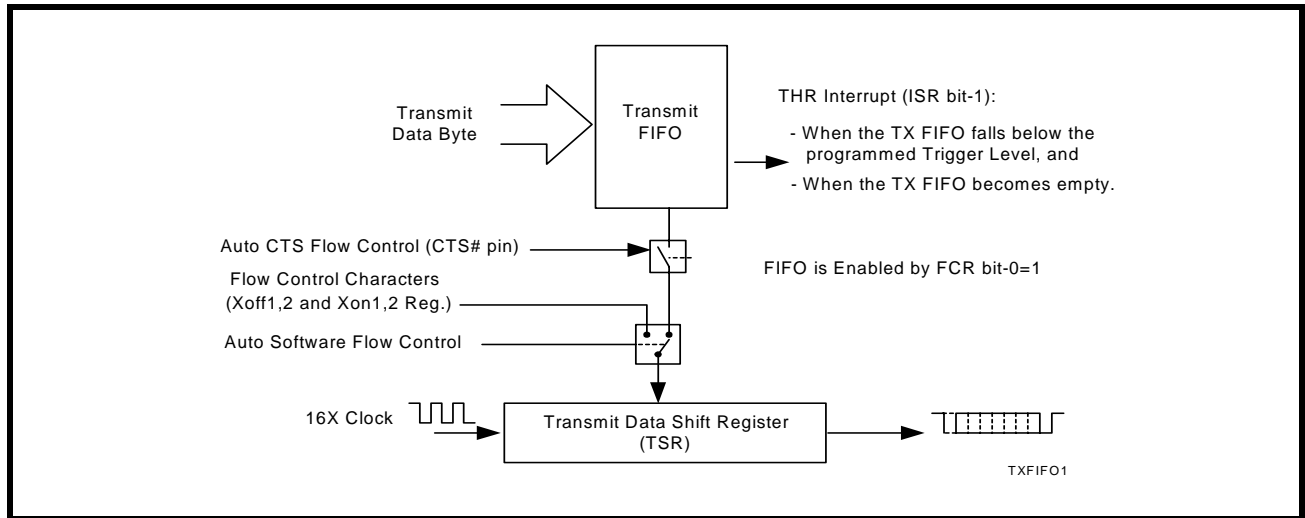 Transmit
Data Byte
Transmit
FIFO
THR Interrupt (ISR bit-1):
- When the TX FIFO falls below the
programmed Trigger Level, and
- When the TX FIFO becomes empty.
Auto CTS Flow Control (CTS# pin)
Flow Control Characters
(Xoff1,2 and Xon1,2 Reg.)
Auto Software Flow Control
FIFO is Enabled by FCR bit-0=1
16X Clock
Transmit Data Shift Register
(TSR)
TXFIFO1